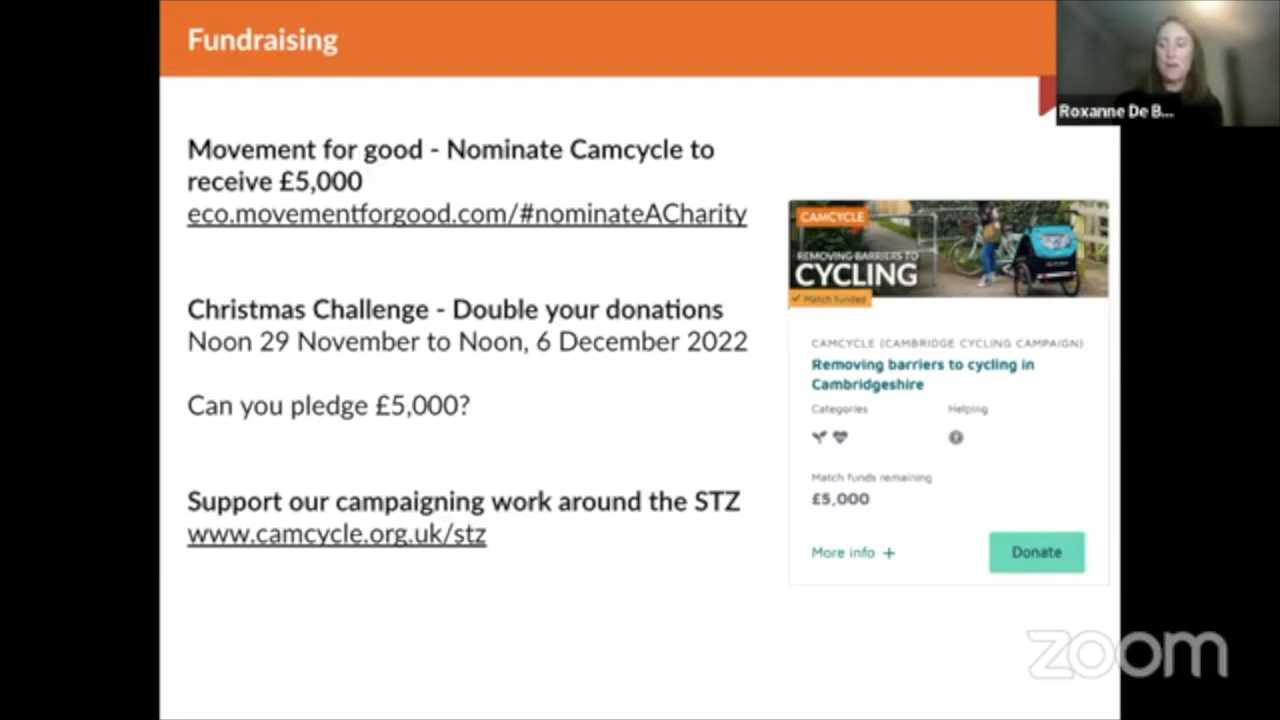 Fundraising
Roxanne De B...
Movement for good - Nominate Camcycle to
receive £5,000
eco.movementforgood.com/#nominateACharity
Christmas Challenge - Double your donations
Noon 29 November to Noon, 6 December 2022
Can you pledge £5,000?
Support our campaigning work around the STZ
www.camcycle.org.uk/stz
CAMCYCLE
REMOVING BARRIERS TO
CYCLING
Match funded
CAMCYCLE (CAMBRIDGE CYCLING CAMPAIGN)
Removing barriers to cycling in
Cambridgeshire
Categories Helping
Match funds remaining
£5,000
More info + Donate
zoom